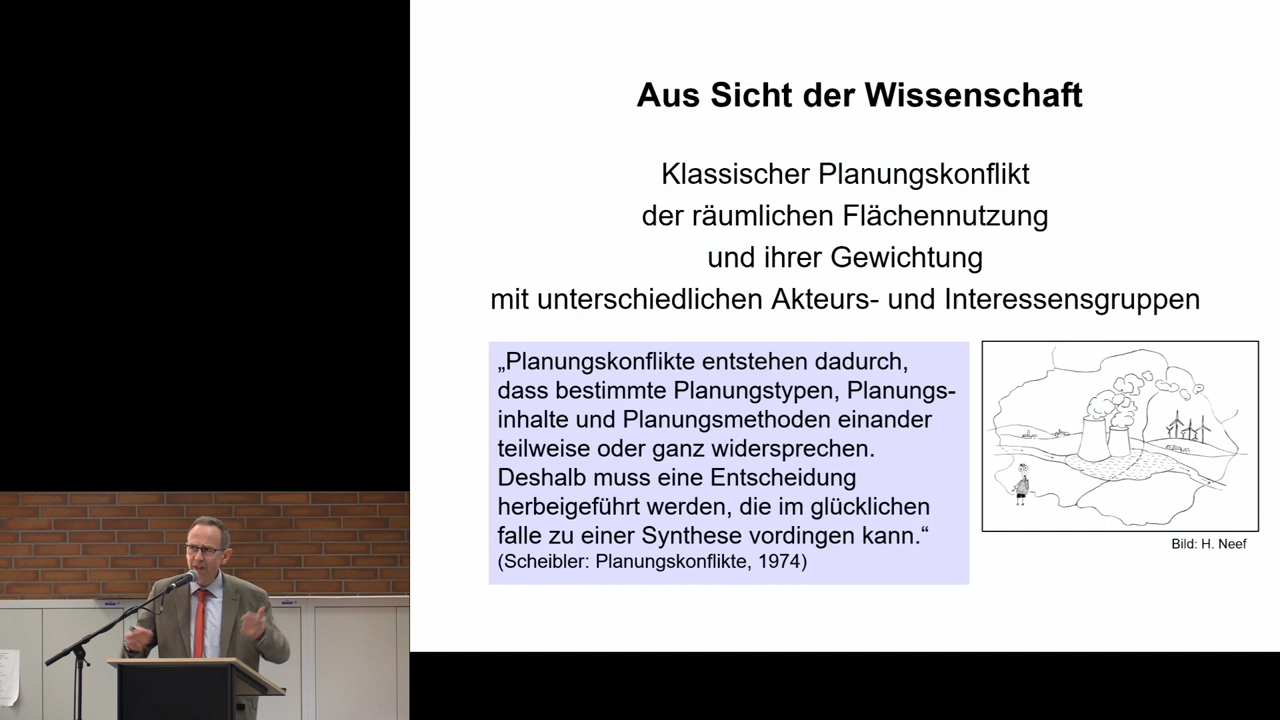 Aus Sicht der Wissenschaft
Klassischer Planungskonflikt
der räumlichen Flächennutzung
und ihrer Gewichtung
mit unterschiedlichen Akteurs- und Interessensgruppen
„Planungskonflikte entstehen dadurch,
dass bestimmte Planungstypen, Planungs-
inhalte und Planungsmethoden einander
teilweise oder ganz widersprechen.
Deshalb muss eine Entscheidung
herbeigeführt werden, die im glücklichen
falle zu einer Synthese vordingen kann.“
(Scheibler: Planungskonflikte, 1974)
Bild: H. Neef